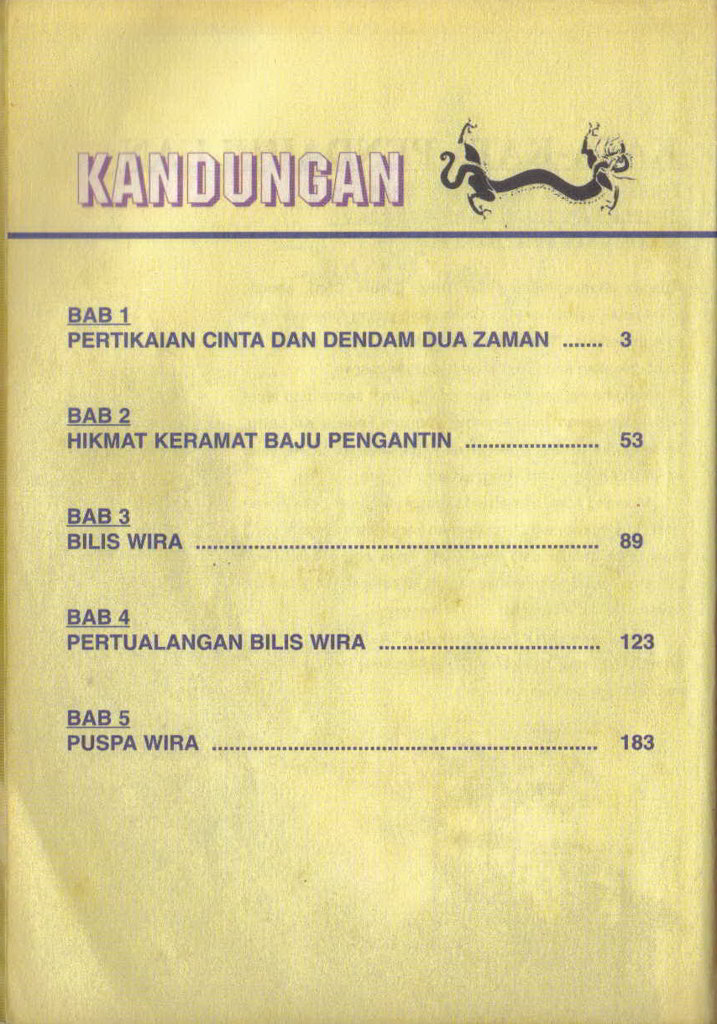 KANDUNGAN
BAB 1
PERTIKAIAN CINTA DAN DENDAM DUA ZAMAN ....... 3
BAB 2
HIKMAT KERAMAT BAJU PENGANTIN ....................... 53
BAB 3
BILIS WIRA ..................................................................... 89
BAB 4
PERTUALANGAN BILIS WIRA ...................................... 123
BAB 5
PUSPA WIRA .................................................................. 183